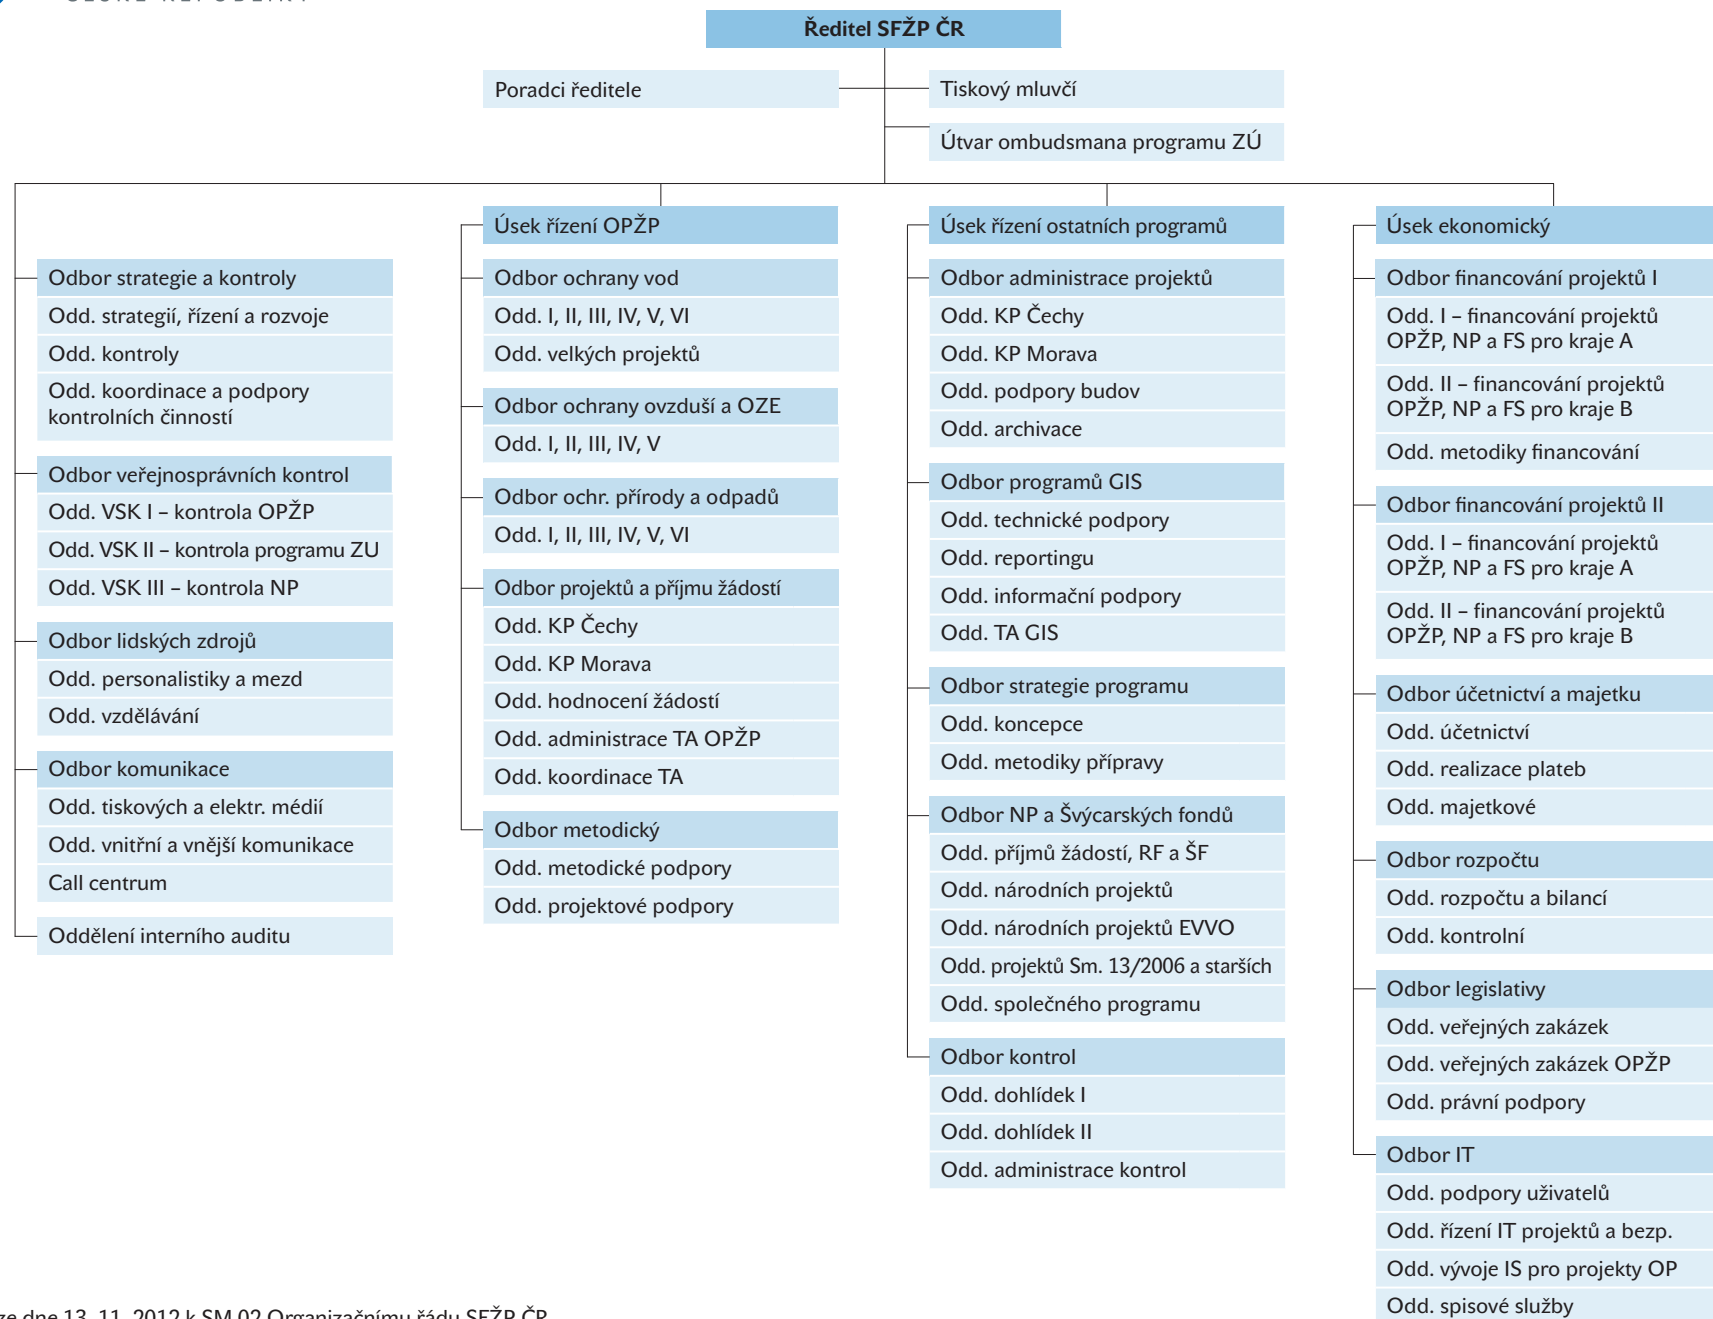 Ředitel SFŽP ČR
Poradci ředitele
Tiskový mluvčí
Útvar ombudsmana programu ZÚ
Odbor strategie a kontroly
Odd. strategií, řízení a rozvoje
Odd. kontroly
Odd. koordinace a podpory
kontrolních činností
Odbor veřejnosprávních kontrol
Odd. VSK I – kontrola OPŽP
Odd. VSK II – kontrola programu ZU
Odd. VSK III – kontrola NP
Odbor lidských zdrojů
Odd. personalistiky a mezd
Odd. vzdělávání
Odbor komunikace
Odd. tiskových a elektr. médií
Odd. vnitřní a vnější komunikace
Call centrum
Oddělení interního auditu
Úsek řízení OPŽP
Odbor ochrany vod
Odd. I, II, III, IV, V, VI
Odd. velkých projektů
Odbor ochrany ovzduší a OZE
Odd. I, II, III, IV, V
Odbor ochr. přírody a odpadů
Odd. I, II, III, IV, V, VI
Odbor projektů a příjmu žádostí
Odd. KP Čechy
Odd. KP Morava
Odd. hodnocení žádostí
Odd. administrace TA OPŽP
Odd. koordinace TA
Odbor metodický
Odd. metodické podpory
Odd. projektové podpory
Úsek řízení ostatních programů
Odbor administrace projektů
Odd. KP Čechy
Odd. KP Morava
Odd. podpory budov
Odd. archivace
Odbor programů GIS
Odd. technické podpory
Odd. reportingu
Odd. informační podpory
Odd. TA GIS
Odbor strategie programu
Odd. koncepce
Odd. metodiky přípravy
Odbor NP a Švýcarských fondů
Odd. příjmů žádostí, RF a ŠF
Odd. národních projektů
Odd. národních projektů EVVO
Odd. projektů Sm. 13/2006 a starších
Odd. společného programu
Odbor kontrol
Odd. dohlídek I
Odd. dohlídek II
Odd. administrace kontrol
Úsek ekonomický
Odbor financování projektů I
Odd. I – financování projektů
OPŽP, NP a FS pro kraje A
Odd. II – financování projektů
OPŽP, NP a FS pro kraje B
Odd. metodiky financování
Odbor financování projektů II
Odd. I – financování projektů
OPŽP, NP a FS pro kraje A
Odd. II – financování projektů
OPŽP, NP a FS pro kraje B
Odbor účetnictví a majetku
Odd. účetnictví
Odd. realizace plateb
Odd. majetkové
Odbor rozpočtu
Odd. rozpočtu a bilancí
Odd. kontrolní
Odbor legislativy
Odd. veřejných zakázek
Odd. veřejných zakázek OPŽP
Odd. právní podpory
Odbor IT
Odd. podpory uživatelů
Odd. řízení IT projektů a bezp.
Odd. vývoje IS pro projekty OP
Odd. spisové služby
ze dne 13. 11. 2012 k SM 02 Organizačnímu řádu SFŽP ČR